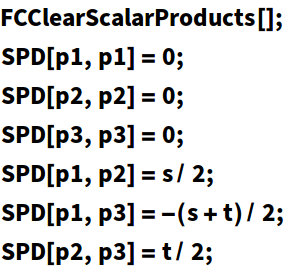 FCClearScalarProducts[];
SPD[p1, p1] = 0;
SPD[p2, p2] = 0;
SPD[p3, p3] = 0;
SPD[p1, p2] = s / 2;
SPD[p1, p3] = -(s + t) / 2;
SPD[p2, p3] = t / 2;